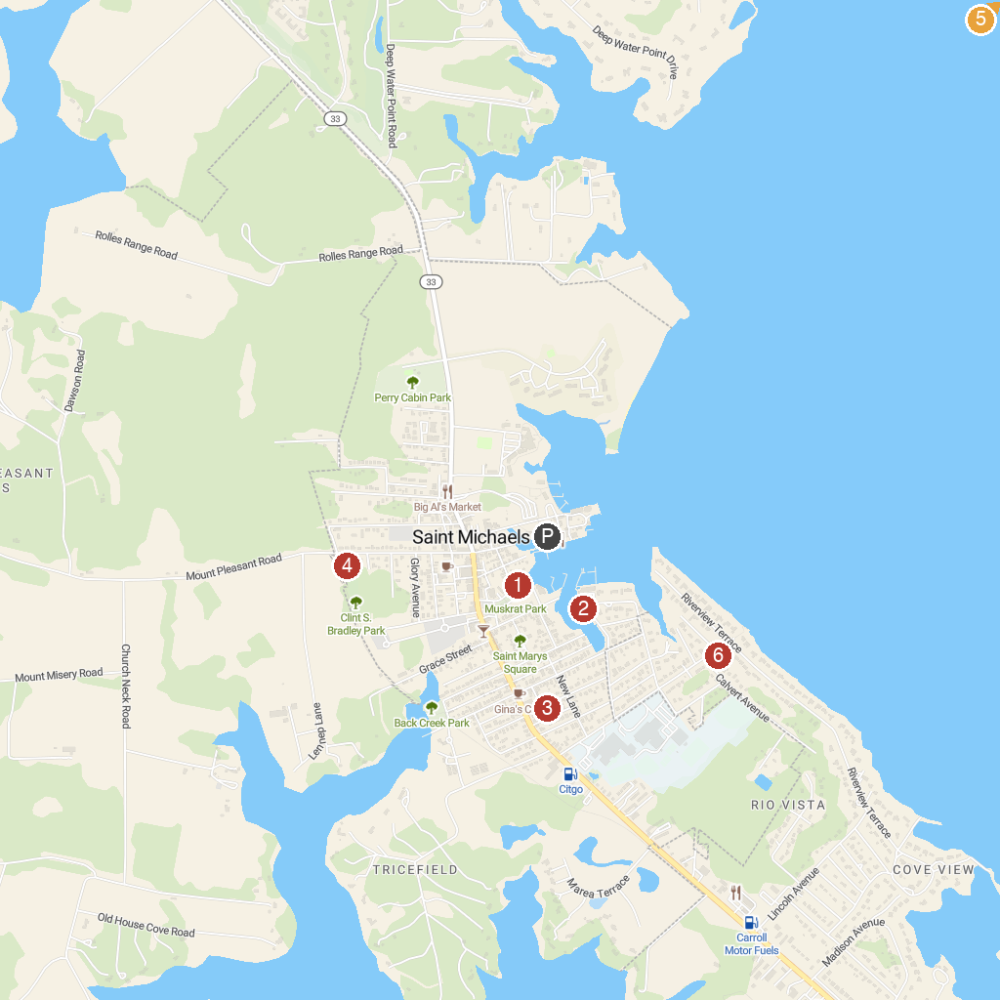 5
Deep Water Point Drive
Deep Water Point Road
33
Rolles Range Road
Rolles Range Road
33
Dawson Road
Perry Cabin Park
EASANT
S
Big Al's Market
Saint Michaels
P
Mount Pleasant Road
4
Glory Avenue
1
Muskrat Park
2
Clint S.
Bradley Park
Riverview Terrace
6
Saint Marys
Square
Grace Street
Mount Misery Road
Church Neck Road
Calvert Avenue
New Lane
3
Gina's C
Back Creek Park
Lennep Lane
Citgo
Riverview Terrace
RIO VISTA
TRICEFIELD
COVE VIEW
Marea Terrace
Lincoln Avenue
Old House Cove Road
Madison Avenue
Carroll
Motor Fuels